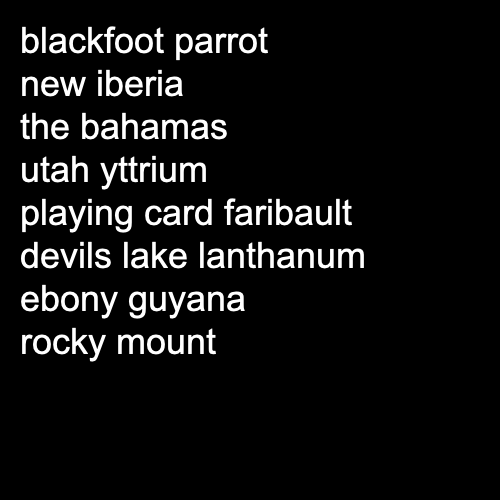 blackfoot parrot
new iberia
the bahamas
utah yttrium
playing card faribault
devils lake lanthanum
ebony guyana
rocky mount